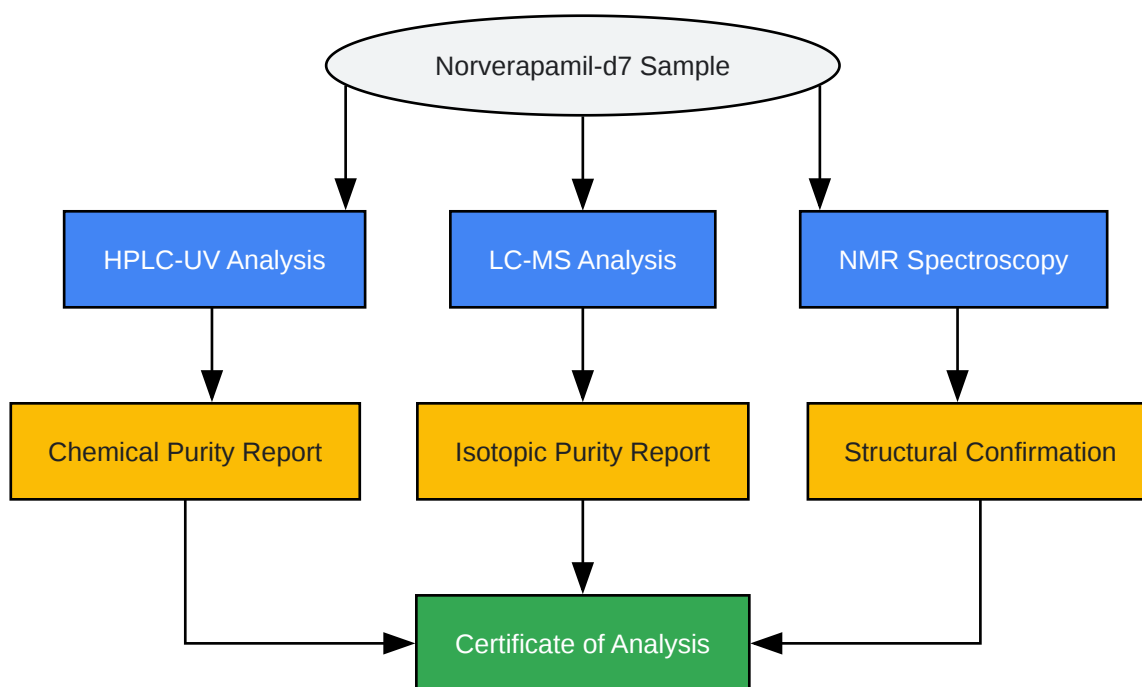 Norverapamil-d7 Sample
HPLC-UV Analysis
LC-MS Analysis
NMR Spectroscopy
Chemical Purity Report
Isotopic Purity Report
Structural Confirmation
Certificate of Analysis